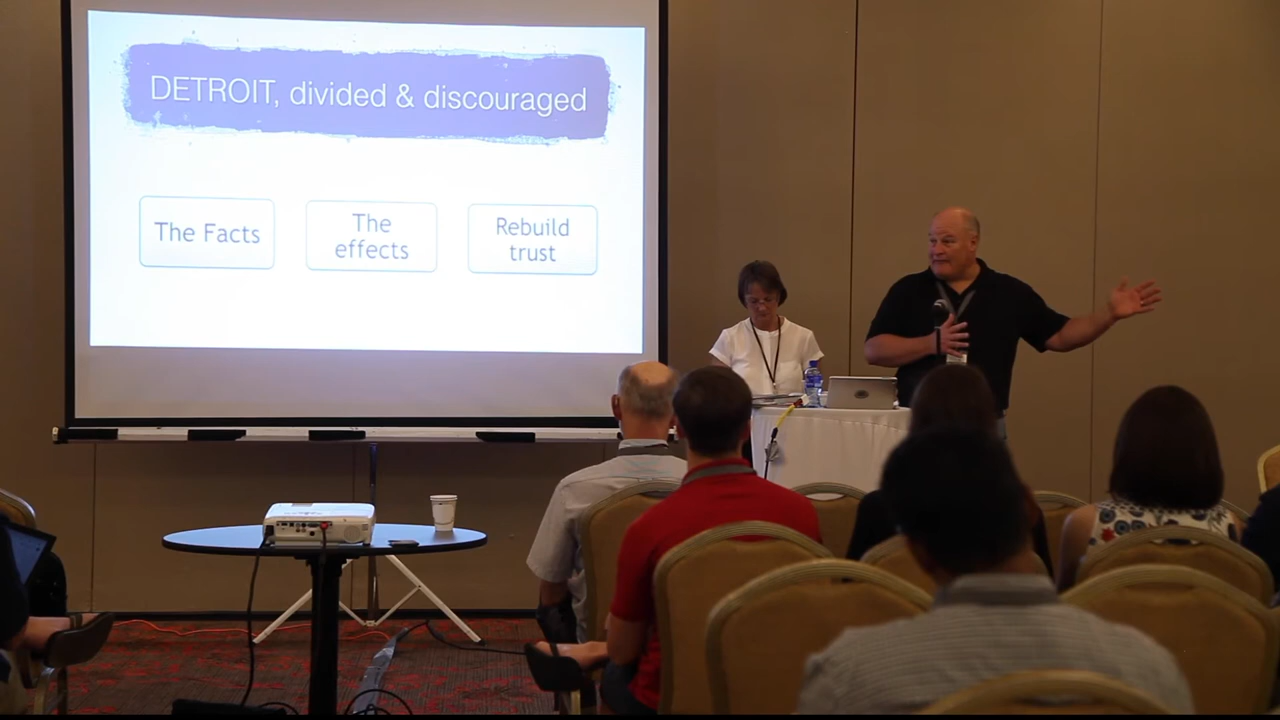 DETROIT, divided & discouraged
The Facts
The
effects
Rebuild
trust